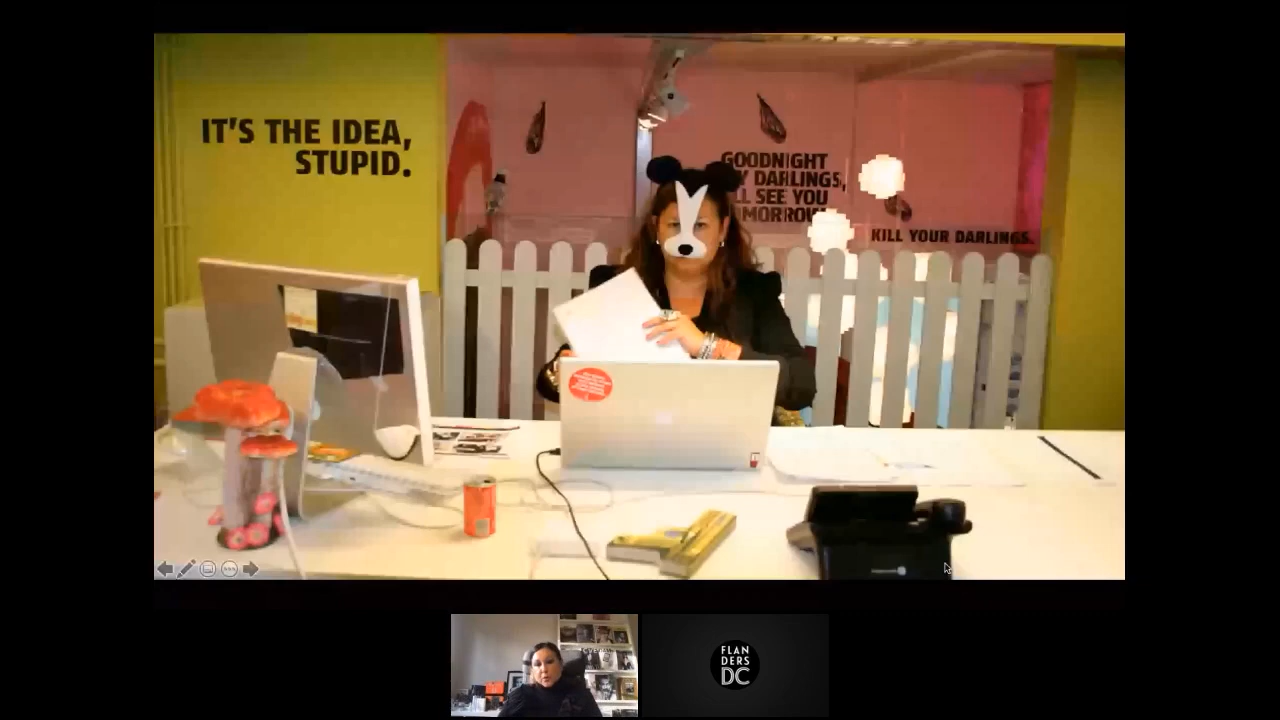 IT'S THE IDEA,
STUPID.
GOODNIGHT
DARLINGS,
SEE YOU
KILL YOUR DARLINGS.
FLAN
DERS
DC